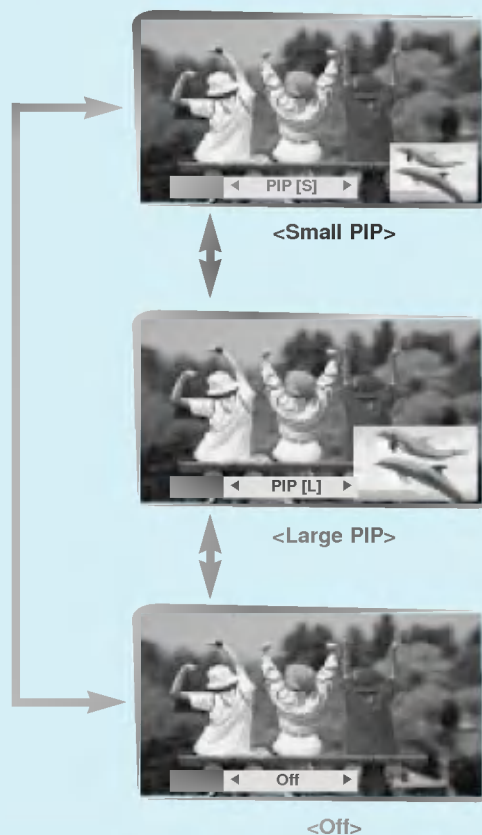 ◄ PIP [S] ►
<Small PIP>
◄ PIP [L] ►
<Large PIP>
◄ Off ►
<Off>